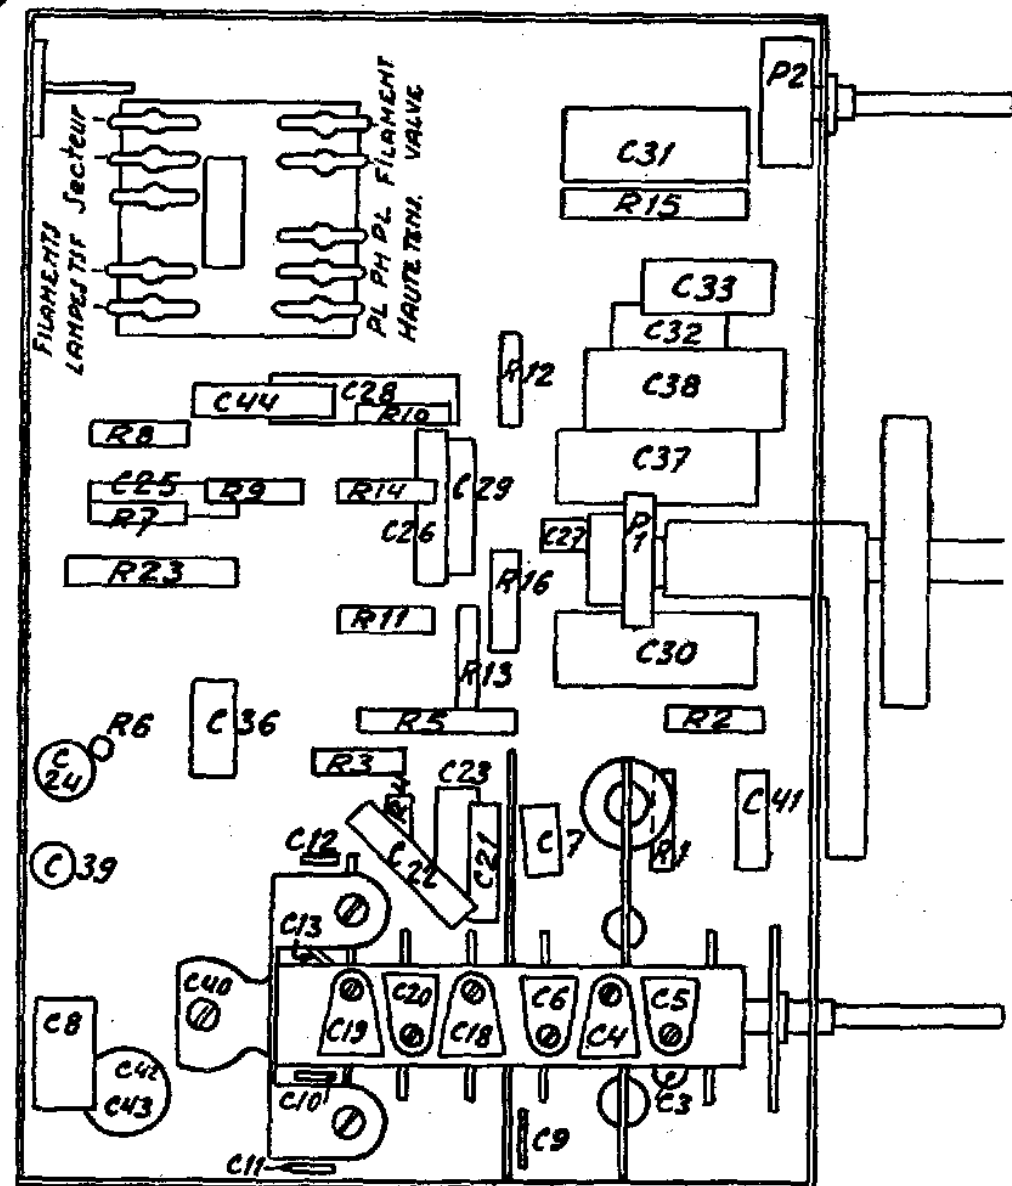 P2
FILAMENTS
LAMPES TSF
Secteur
FILAMENT
VALVE
PL PH PL
HAUTE TENS.
C31
R15
C33
C32
R12
C38
C28
C44
R10
R8
C37
C25
R9
R14
C29
R7
C26
C27
P1
R23
R16
R11
C30
R13
C36
R5
R2
R6
C24
R3
C23
R4
C12
C22
C21
C7
R1
C41
C39
C13
C40
C20
C6
C5
C19
C18
C4
C8
C42
C43
C10
C3
C9
C11